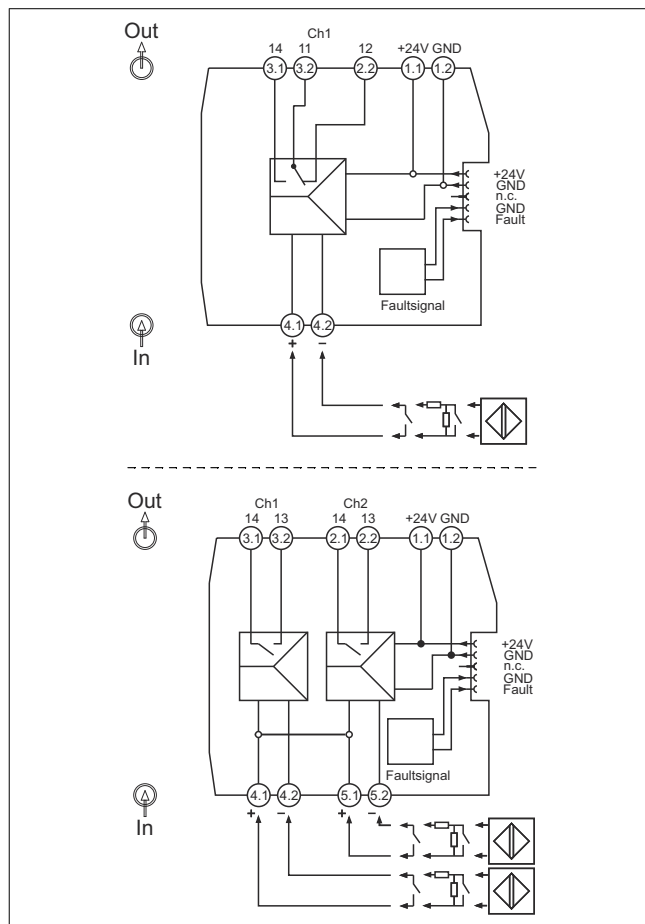 Out
Ch1
14 11 12 +24V GND
3.1 3.2 2.2 1.1 1.2
+24V
GND
n.c.
GND
Fault
Faultsignal
4.1 4.2
+ –
In
Out
Ch1 Ch2
14 13 14 13 +24V GND
3.1 3.2 2.1 2.2 1.1 1.2
+24V
GND
n.c.
GND
Fault
Faultsignal
4.1 4.2 5.1 5.2
+ – + –
In